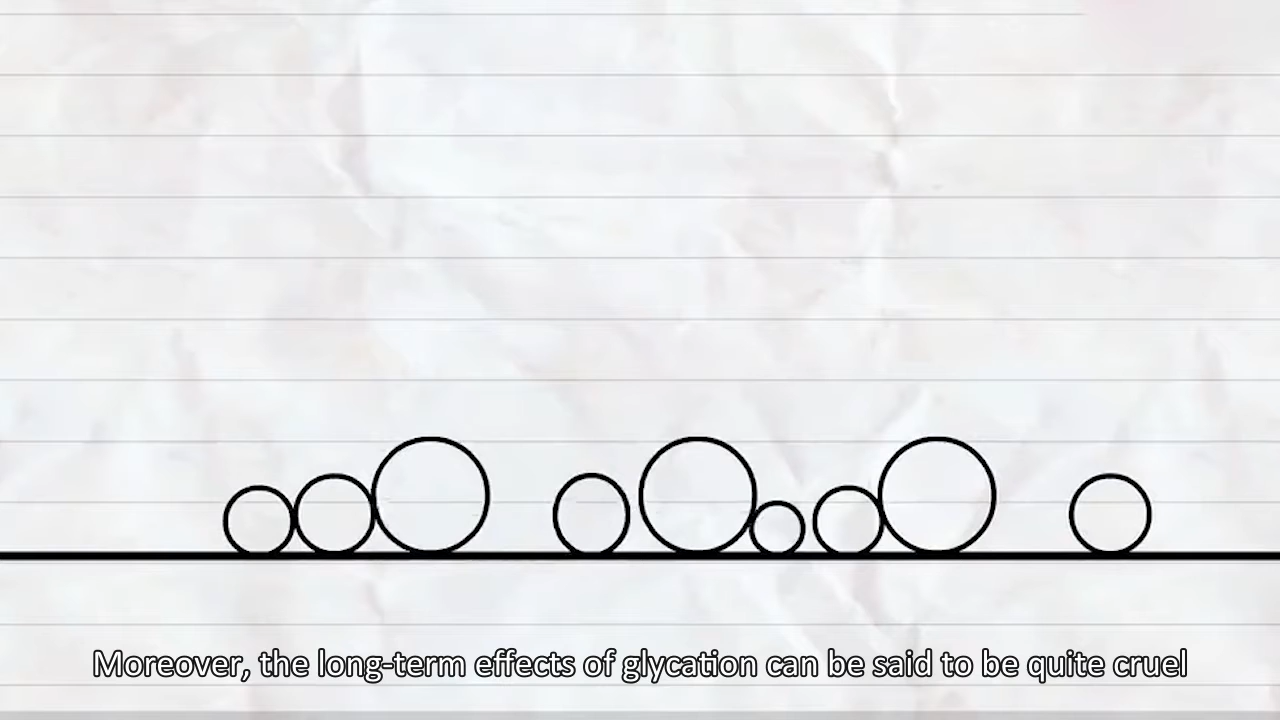 Moreover, the long-term effects of glycation can be said to be quite cruel